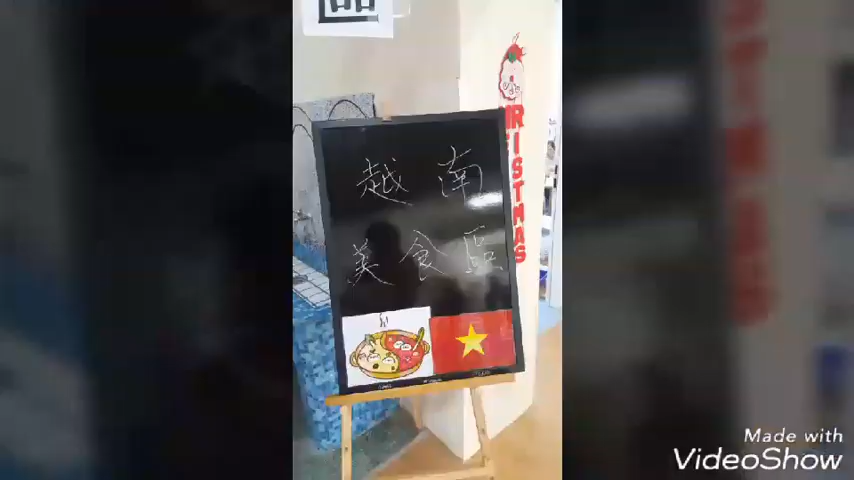 越南
美食區
CHRISTMAS
Made with
VideoShow